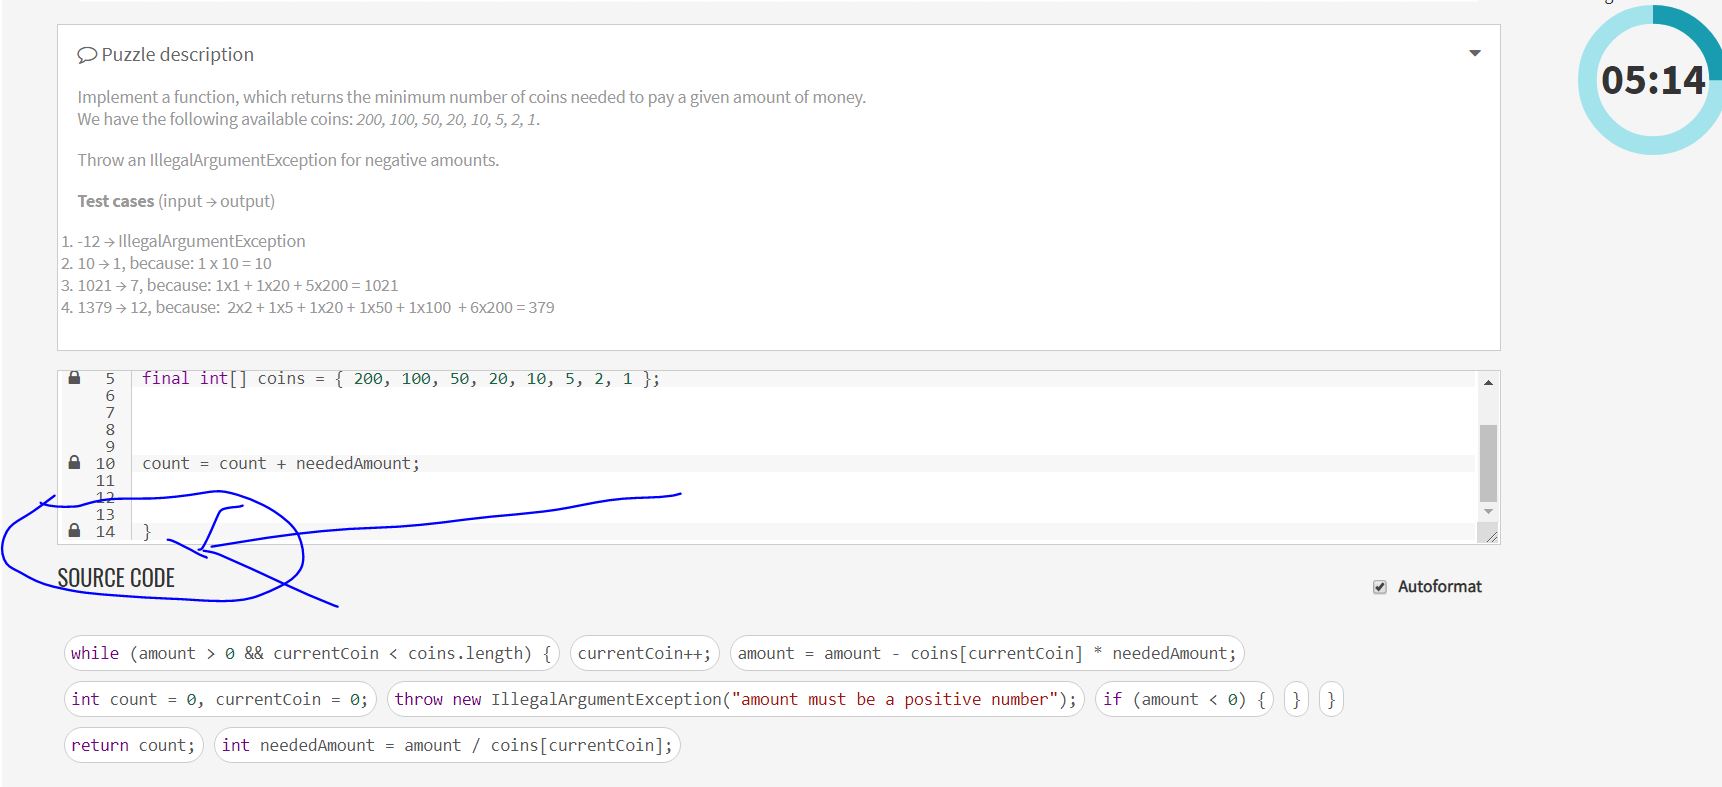 05:14
Puzzle description
Implement a function, which returns the minimum number of coins needed to pay a given amount of money.
We have the following available coins: 200, 100, 50, 20, 10, 5, 2, 1.
Throw an IllegalArgumentException for negative amounts.
Test cases (input → output)
1. -12 → IllegalArgumentException
2. 10 → 1, because: 1 x 10 = 10
3. 1021 → 7, because: 1x1 + 1x20 + 5x200 = 1021
4. 1379 → 12, because:  2x2 + 1x5 + 1x20 + 1x50 + 1x100  + 6x200 = 379
5 final int[] coins = { 200, 100, 50, 20, 10, 5, 2, 1 };
6
7
8
9
10 count = count + neededAmount;
11
12
13
14 }
SOURCE CODE
Autoformat
while (amount > 0 && currentCoin < coins.length) { currentCoin++; amount = amount - coins[currentCoin] * neededAmount;
int count = 0, currentCoin = 0; throw new IllegalArgumentException("amount must be a positive number"); if (amount < 0) { } }
return count; int neededAmount = amount / coins[currentCoin];